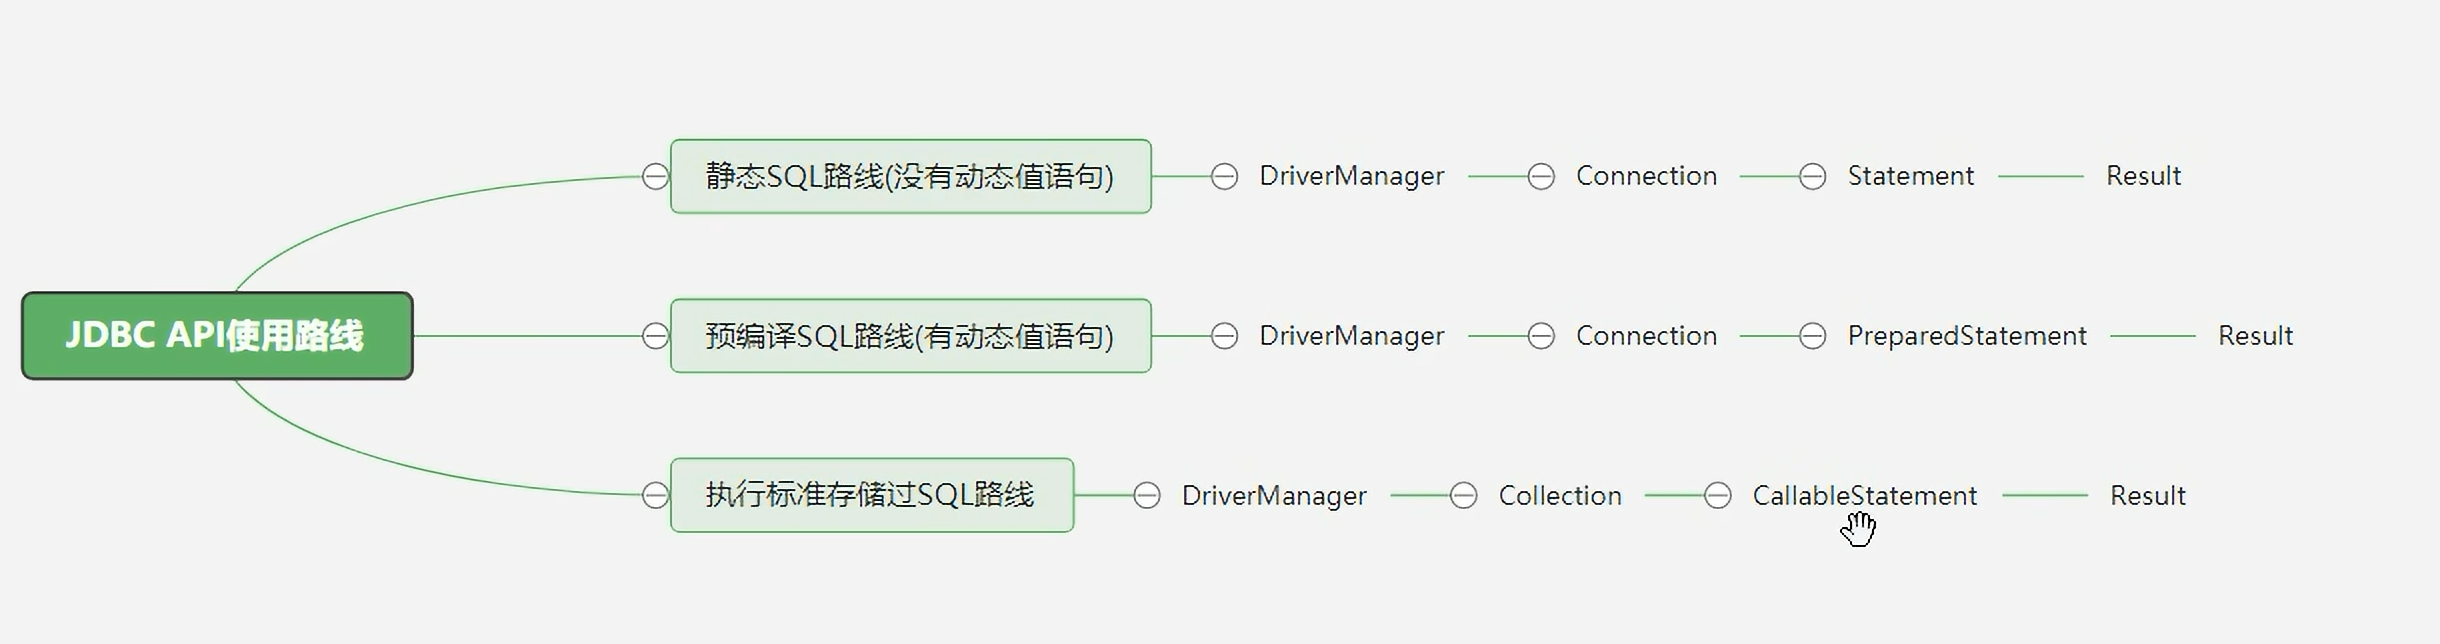 JDBC API使用路线
静态SQL路线(没有动态值语句) DriverManager Connection Statement Result
预编译SQL路线(有动态值语句) DriverManager Connection PreparedStatement Result
执行标准存储过SQL路线 DriverManager Collection CallableStatement Result